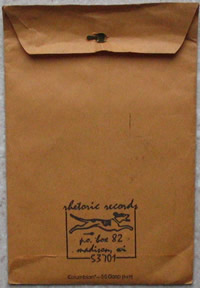 rhetoric records
p.o. box 82
madison, wi
53701